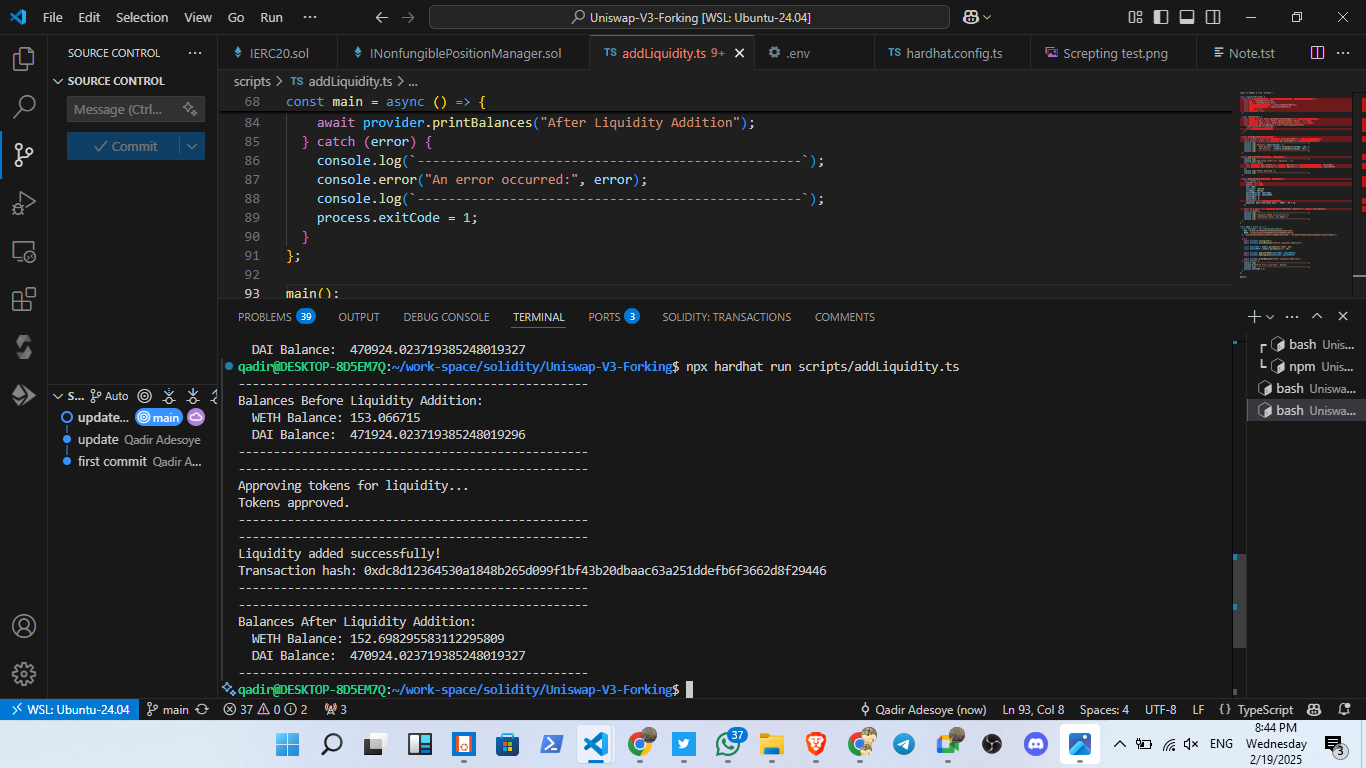 File Edit Selection View Go Run ··· Uniswap-V3-Forking [WSL: Ubuntu-24.04]
SOURCE CONTROL ···
IERC20.sol INonfungiblePositionManager.sol TS addLiquidity.ts 9+ .env TS hardhat.config.ts Screpting test.png Note.tst ···
SOURCE CONTROL
Message (Ctrl...
Commit
scripts > TS addLiquidity.ts > ...
68 const main = async () => {
84 await provider.printBalances("After Liquidity Addition");
85 } catch (error) {
86 console.log(`-------------------------------------------------`);
87 console.error("An error occurred:", error);
88 console.log(`-------------------------------------------------`);
89 process.exitCode = 1;
90 }
91 };
92
93 main();
PROBLEMS 39 OUTPUT DEBUG CONSOLE TERMINAL PORTS 3 SOLIDITY: TRANSACTIONS COMMENTS
DAI Balance: 470924.023719385248019327
qadir@DESKTOP-8D5EM7Q:~/work-space/solidity/Uniswap-V3-Forking$ npx hardhat run scripts/addLiquidity.ts
--------------------------------------------------
Balances Before Liquidity Addition:
WETH Balance: 153.066715
DAI Balance: 471924.023719385248019296
--------------------------------------------------
--------------------------------------------------
Approving tokens for liquidity...
Tokens approved.
--------------------------------------------------
--------------------------------------------------
Liquidity added successfully!
Transaction hash: 0xdc8d12364530a1848b265d099f1bf43b20dbaac63a251ddefb6f3662d8f29446
--------------------------------------------------
--------------------------------------------------
Balances After Liquidity Addition:
WETH Balance: 152.698295583112295809
DAI Balance: 470924.023719385248019327
--------------------------------------------------
qadir@DESKTOP-8D5EM7Q:~/work-space/solidity/Uniswap-V3-Forking$
bash Unis...
npm Unis...
bash Uniswa...
bash Uniswa...
S... Auto
update... main
update Qadir Adesoye
first commit Qadir A...
WSL: Ubuntu-24.04 main 37 0 2 3 Qadir Adesoye (now) Ln 93, Col 8 Spaces: 4 UTF-8 LF {} TypeScript
37 ENG
8:44 PM
Wednesday
2/19/2025
3